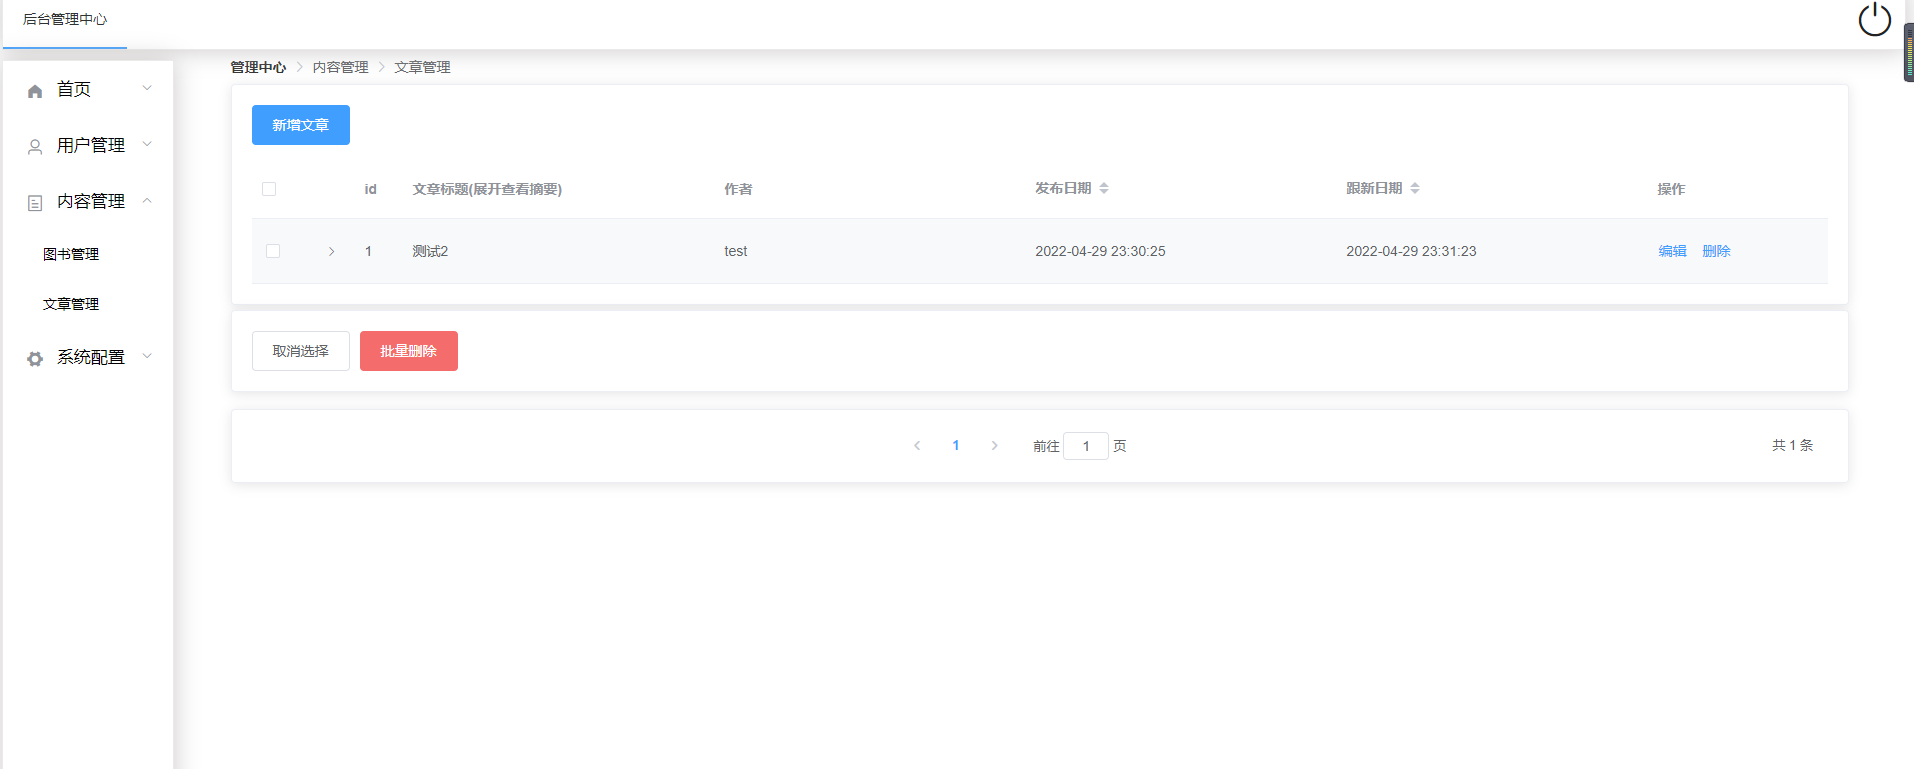 后台管理中心
管理中心 内容管理 文章管理
首页
用户管理
内容管理
图书管理
文章管理
系统配置
新增文章
id 文章标题(展开查看摘要) 作者 发布日期 跟新日期 操作
1 测试2 test 2022-04-29 23:30:25 2022-04-29 23:31:23 编辑 删除
取消选择 批量删除
1 前往 1 页 共 1 条